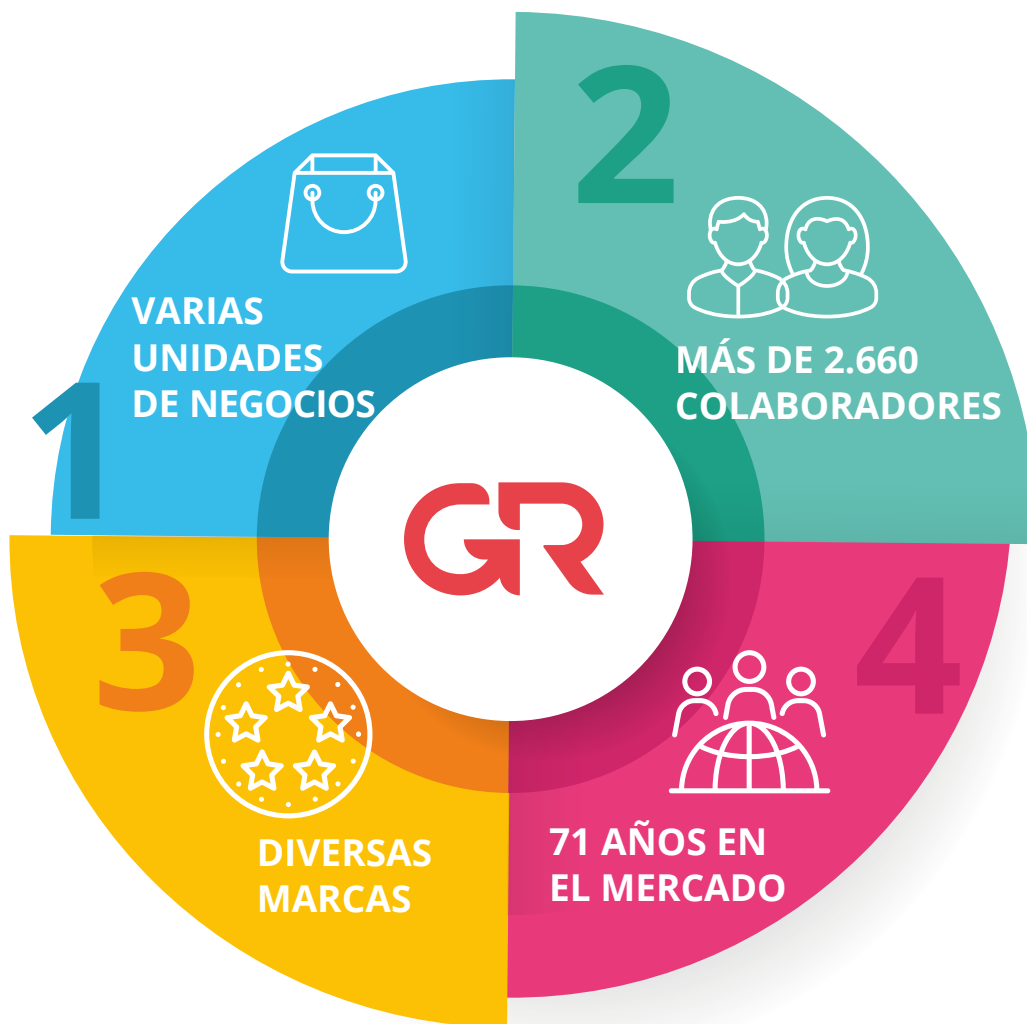 1
VARIAS
UNIDADES
DE NEGOCIOS
2
MÁS DE 2.660
COLABORADORES
GR
3
DIVERSAS
MARCAS
4
71 AÑOS EN
EL MERCADO